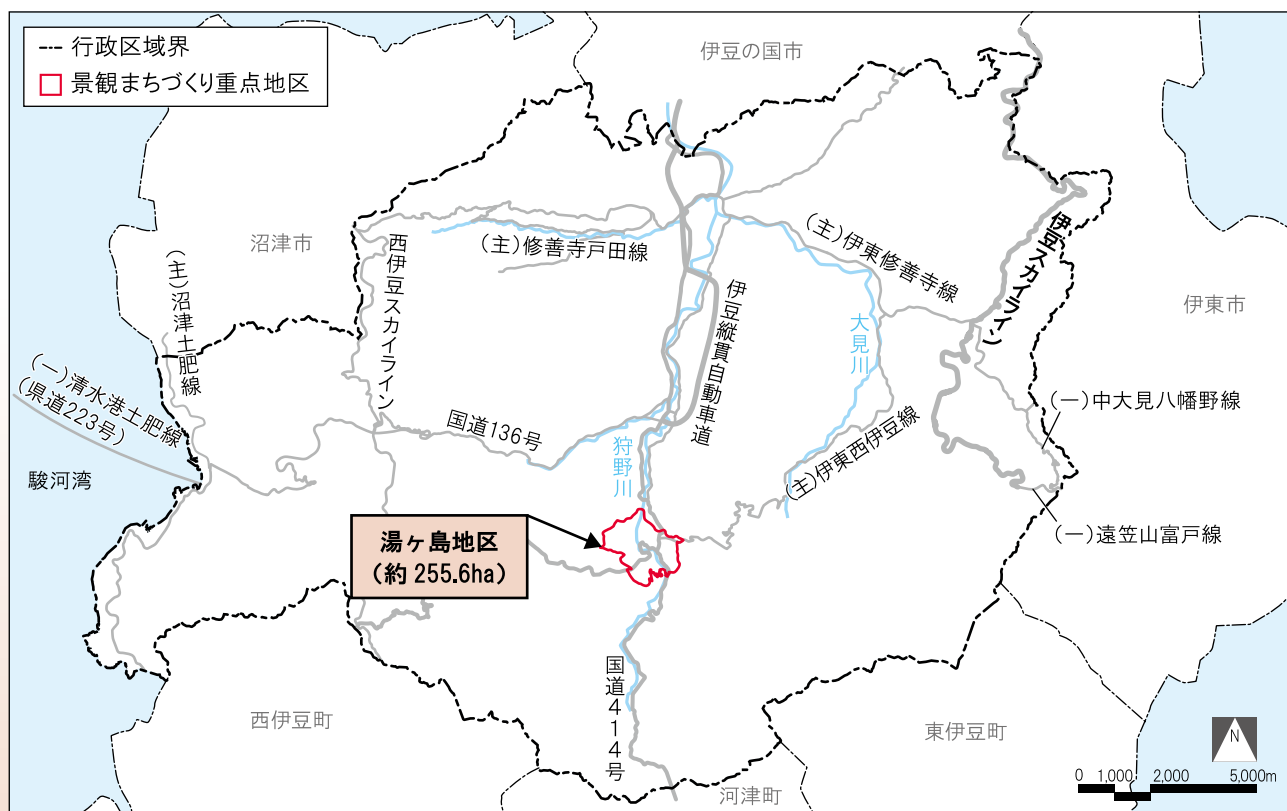 行政区域界
景観まちづくり重点地区
伊豆の国市
沼津市
伊東市
(主)修善寺戸田線
(主)伊東修善寺線
伊豆スカイライン
西伊豆スカイライン
(主)沼津土肥線
伊豆縦貫自動車道
大見川
(一)清水港土肥線
(県道223号)
国道136号
狩野川
(主)伊東西伊豆線
(一)中大見八幡野線
駿河湾
湯ヶ島地区
(約 255.6ha)
(一)遠笠山富戸線
国道414号
西伊豆町
東伊豆町
河津町
N
0 1,000 2,000 5,000m